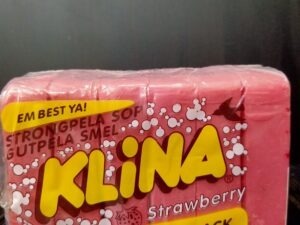 EM BEST YA!
STRONGPELA SOP
GUTPELA SMEL
KLiNA
Strawberry